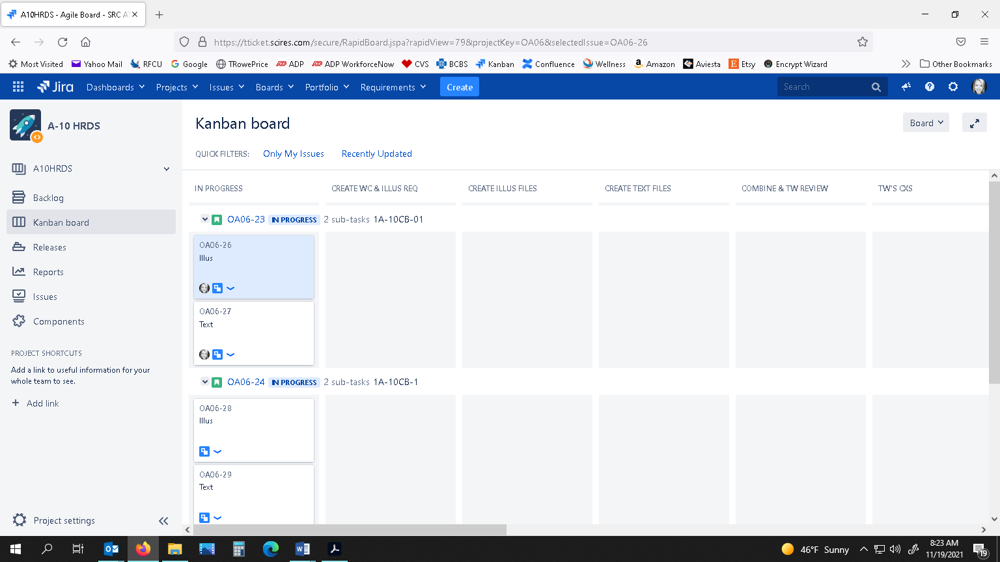 A10HRDS - Agile Board - SRC AT
https://tticket.scires.com/secure/RapidBoard.jspa?rapidView=79&projectKey=OA06&selectedIssue=OA06-26
Most Visited Yahoo Mail RFCU Google TRowePrice ADP ADP WorkforceNow CVS BCBS Kanban Confluence Wellness Amazon Aviesta Etsy Encrypt Wizard Other Bookmarks
Jira Dashboards Projects Issues Boards Portfolio Requirements Create Search
A-10 HRDS
A10HRDS
Backlog
Kanban board
Releases
Reports
Issues
Components
PROJECT SHORTCUTS
Add a link to useful information for your
whole team to see.
+ Add link
Project settings
Kanban board
Board
QUICK FILTERS: Only My Issues Recently Updated
IN PROGRESS CREATE WC & ILLUS REQ CREATE ILLUS FILES CREATE TEXT FILES COMBINE & TW REVIEW TW'S CXS
OA06-23 IN PROGRESS 2 sub-tasks 1A-10CB-01
OA06-26
Illus
OA06-27
Text
OA06-24 IN PROGRESS 2 sub-tasks 1A-10CB-1
OA06-28
Illus
OA06-29
Text
46°F Sunny
8:23 AM
11/19/2021
19